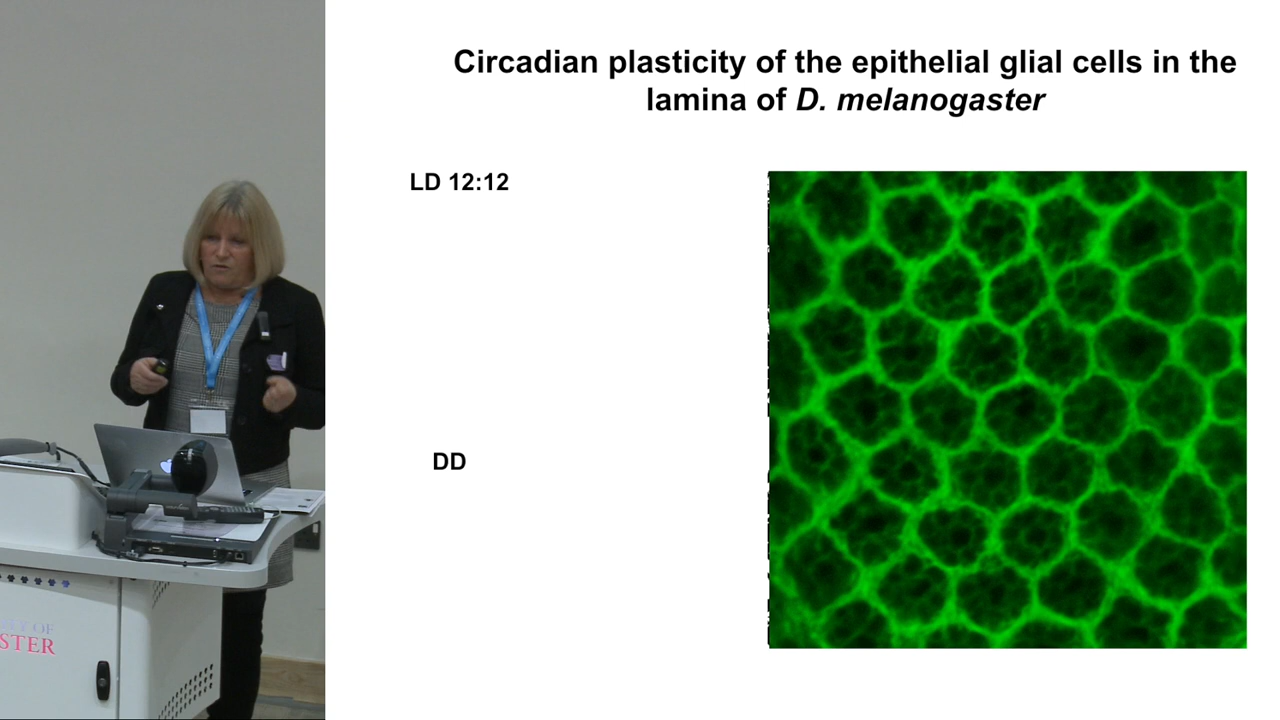 Circadian plasticity of the epithelial glial cells in the
lamina of D. melanogaster
LD 12:12
DD